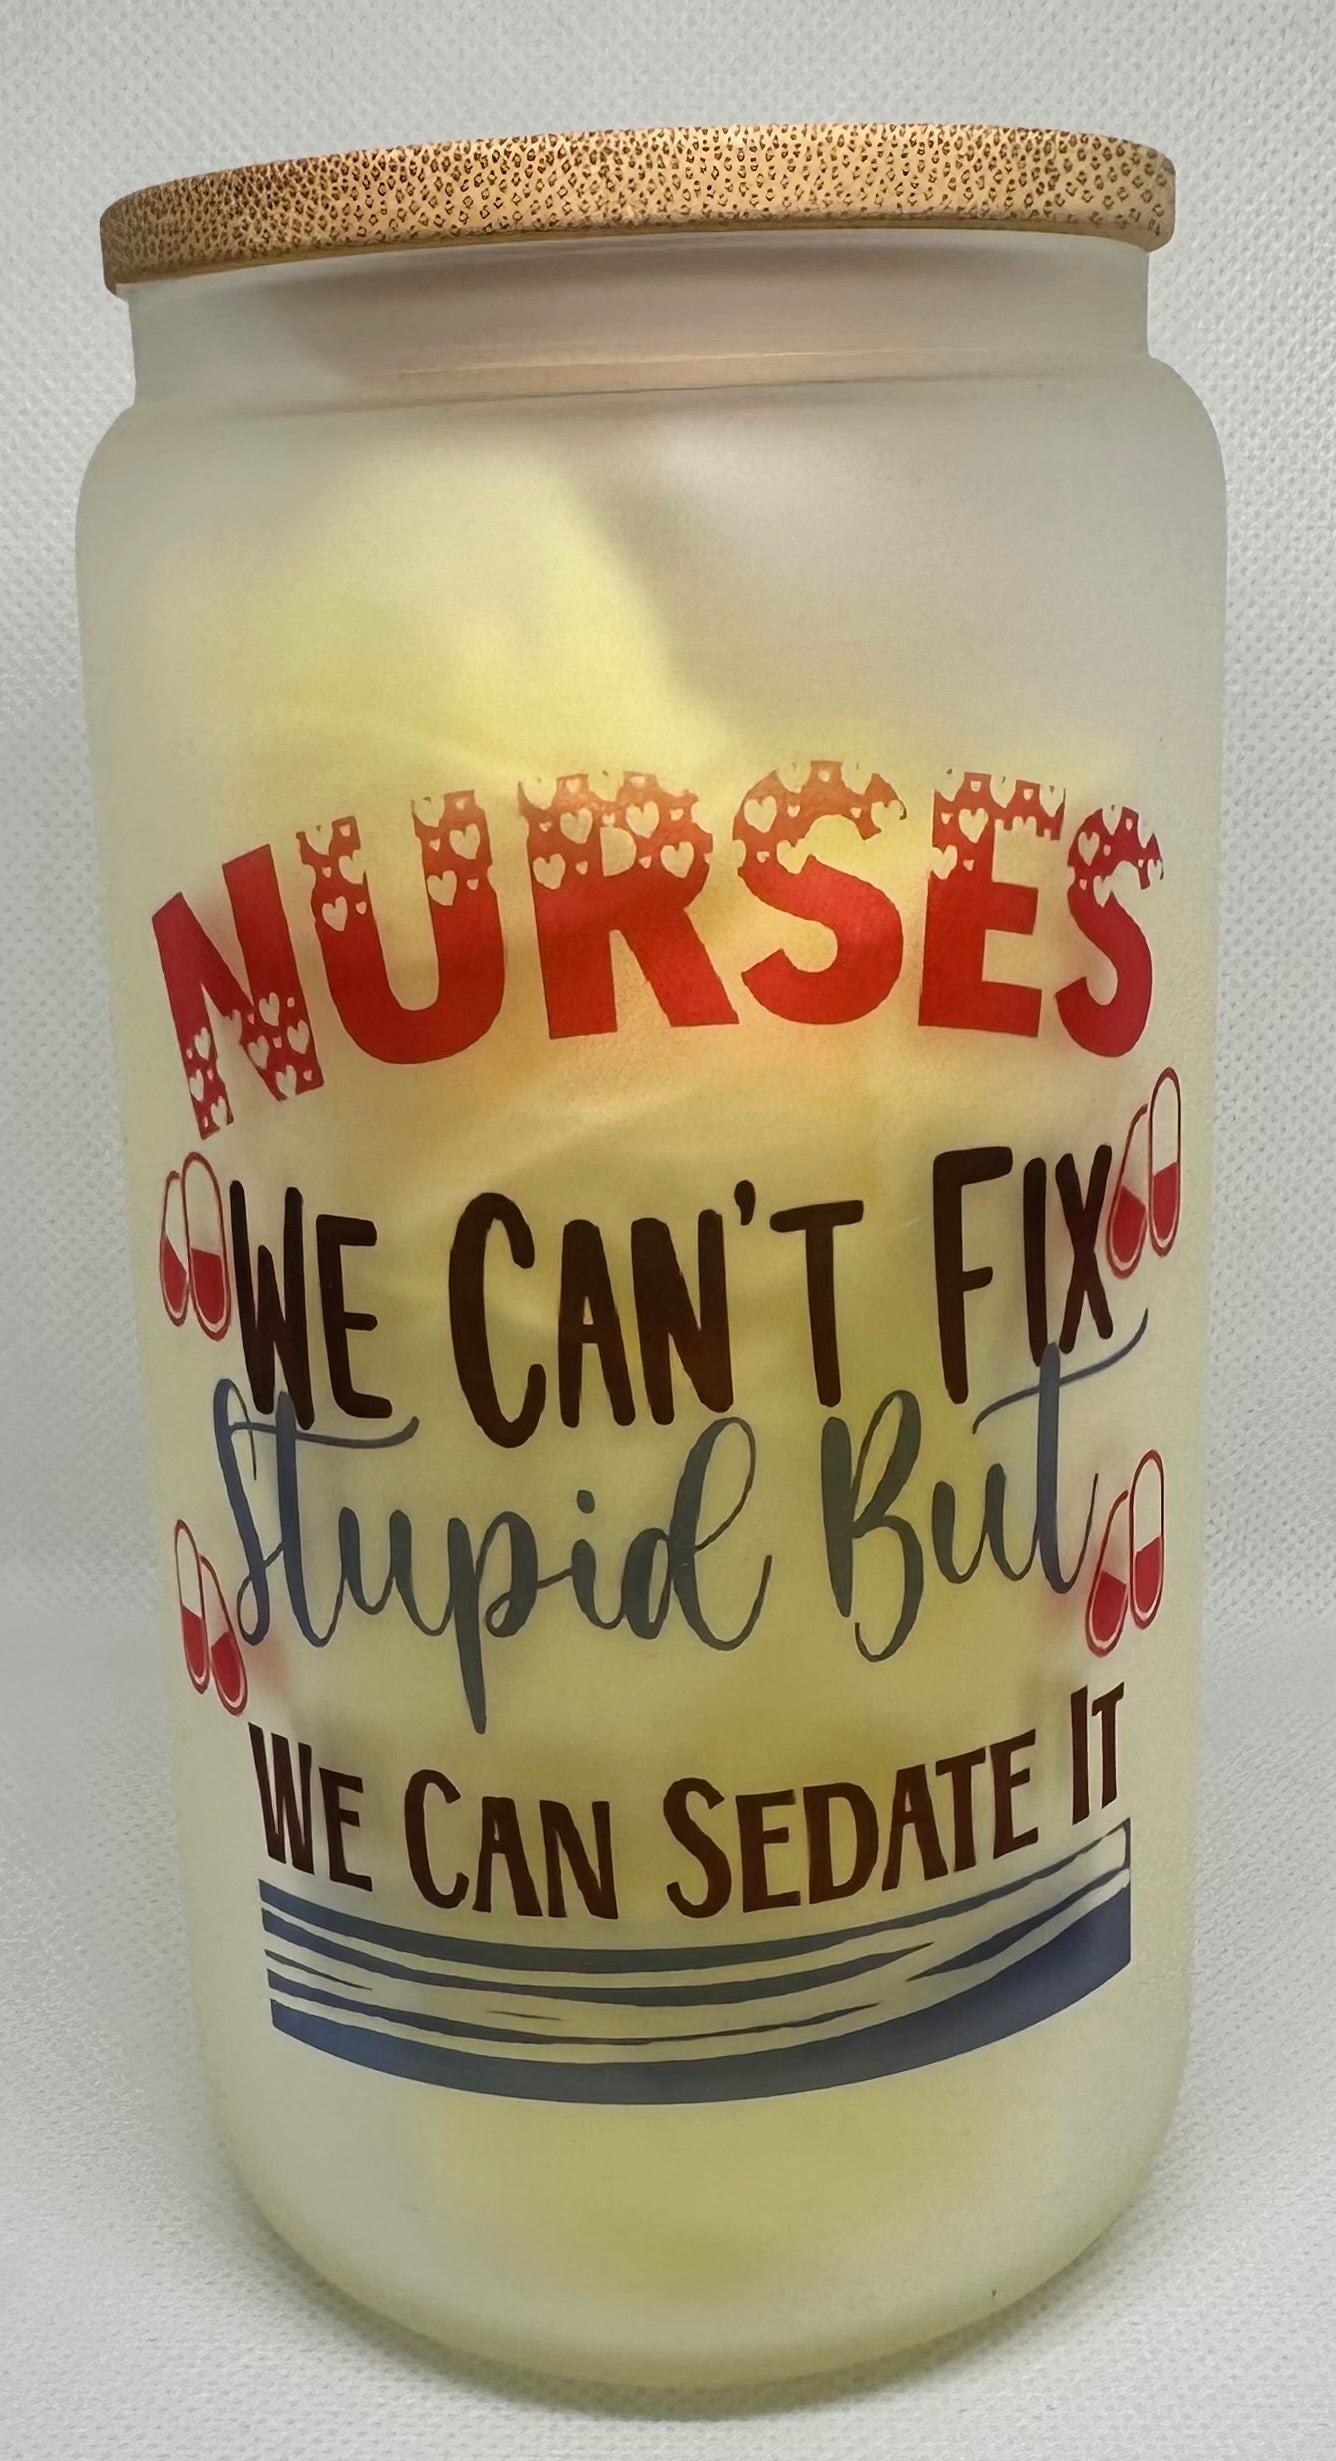 NURSES
WE CAN'T FIX
Stupid But
WE CAN SEDATE IT